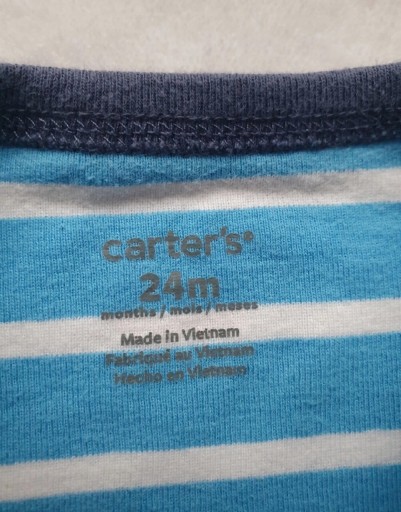 carter's®
24m
months / mois / meses
Made in Vietnam
Fabriqué au Vietnam
Hecho en Vietnam